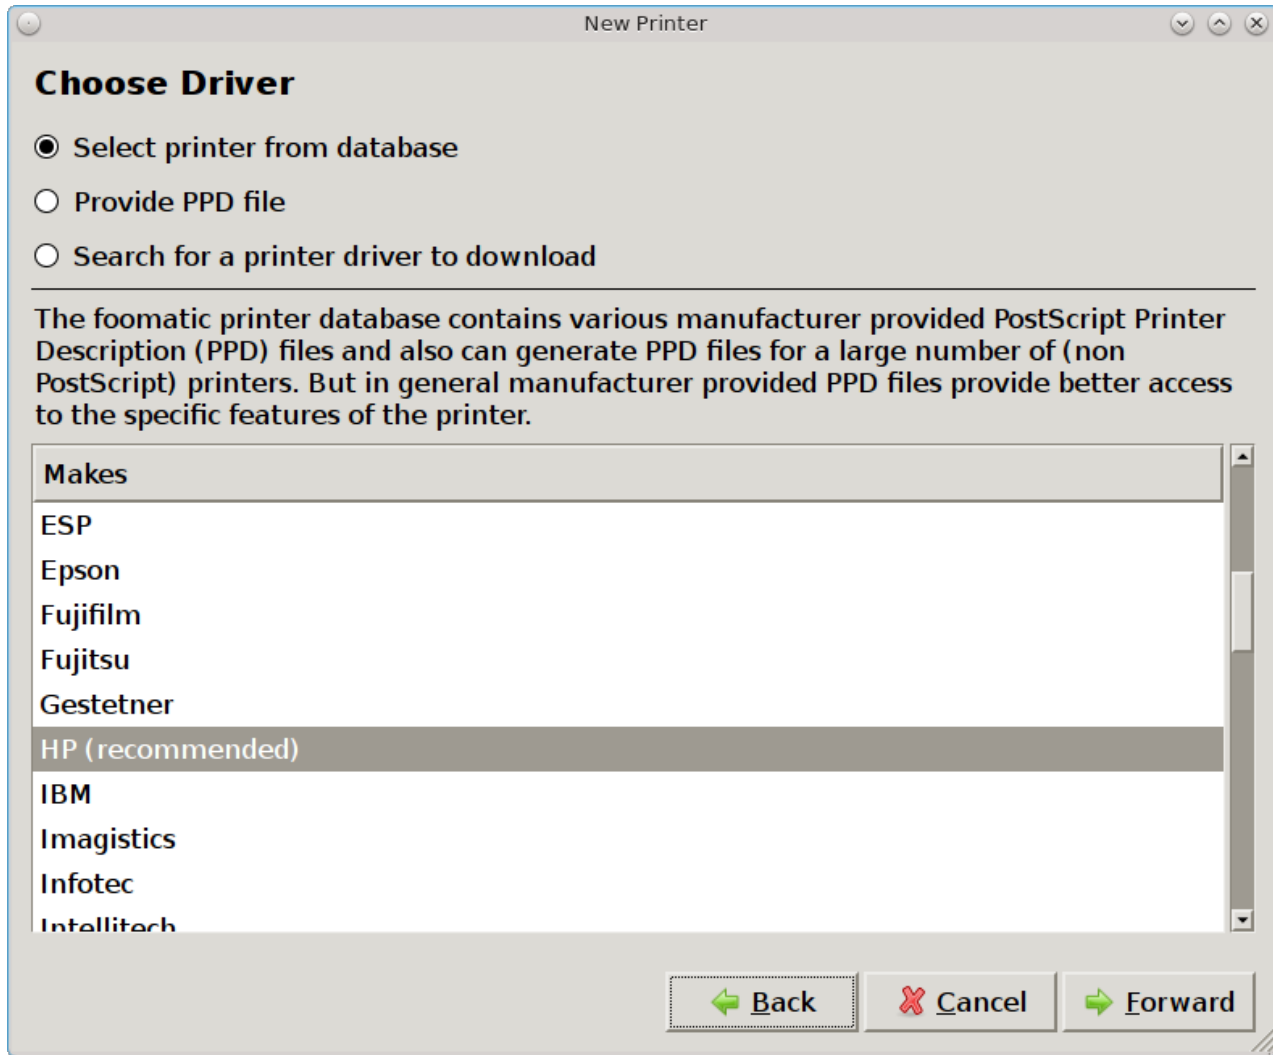 New Printer
Choose Driver
Select printer from database
Provide PPD file
Search for a printer driver to download
The foomatic printer database contains various manufacturer provided PostScript Printer
Description (PPD) files and also can generate PPD files for a large number of (non
PostScript) printers. But in general manufacturer provided PPD files provide better access
to the specific features of the printer.
Makes
ESP
Epson
Fujifilm
Fujitsu
Gestetner
HP (recommended)
IBM
Imagistics
Infotec
Intellitech
Back Cancel Forward